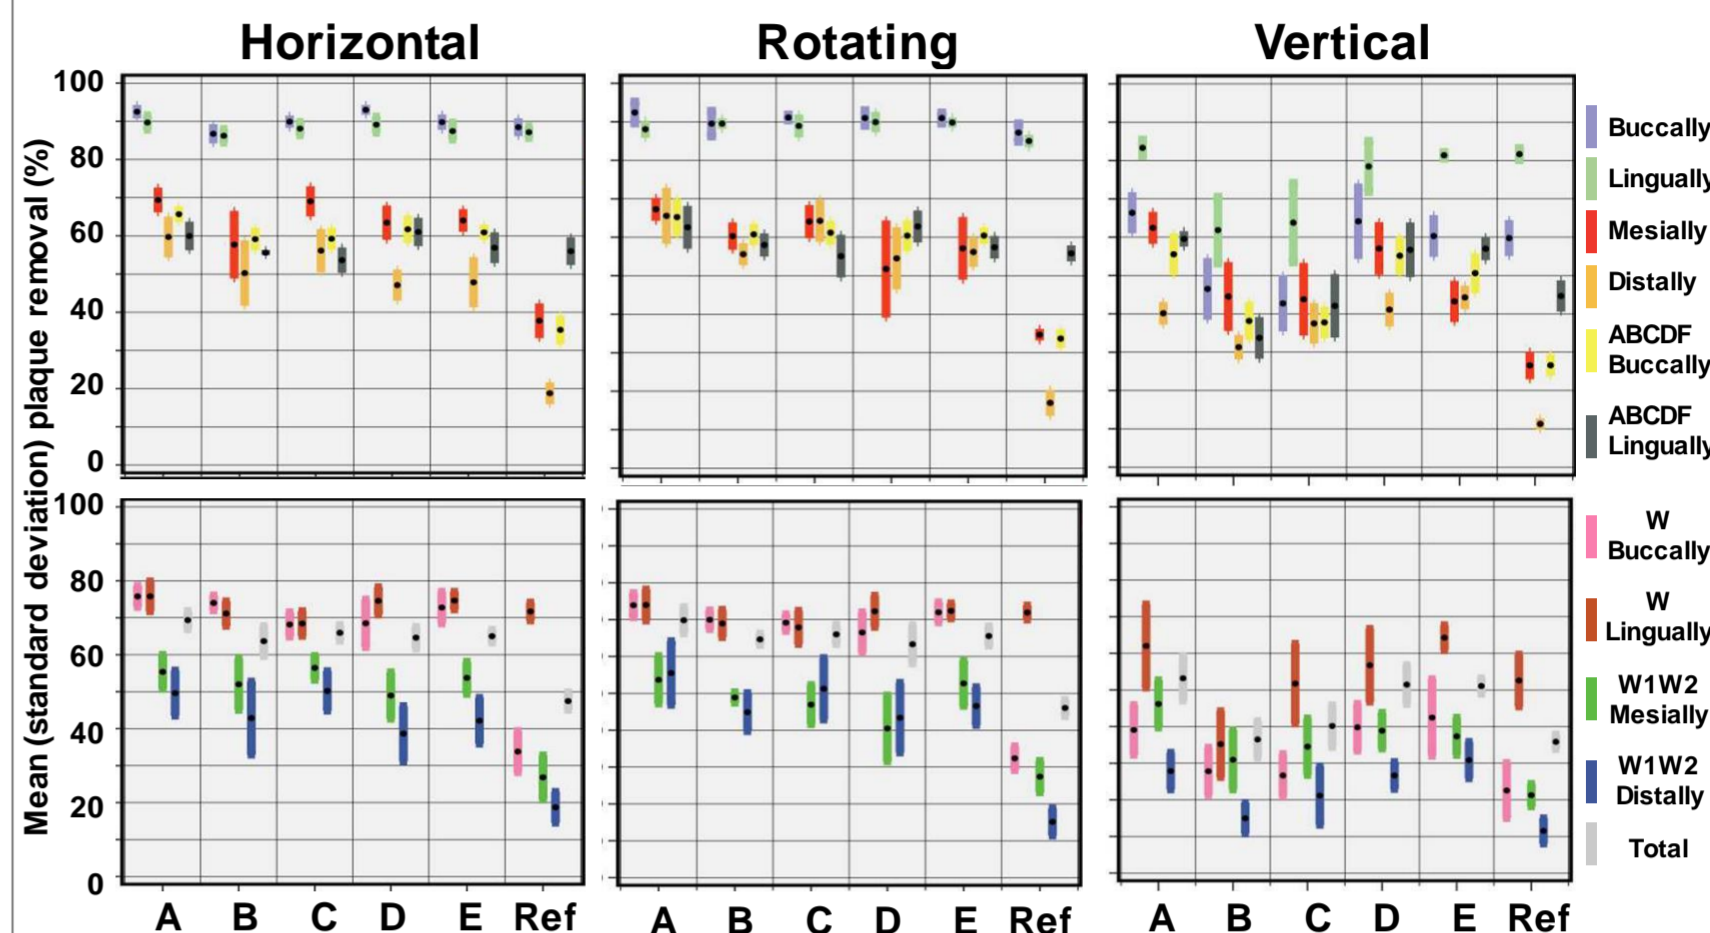 Horizontal Rotating Vertical
Mean (standard deviation) plaque removal (%)
100
80
60
40
20
0
100
80
60
40
20
0
A B C D E Ref
A B C D E Ref
A B C D E Ref
Buccally
Lingually
Mesially
Distally
ABCDF
Buccally
ABCDF
Lingually
W
Buccally
W
Lingually
W1W2
Mesially
W1W2
Distally
Total